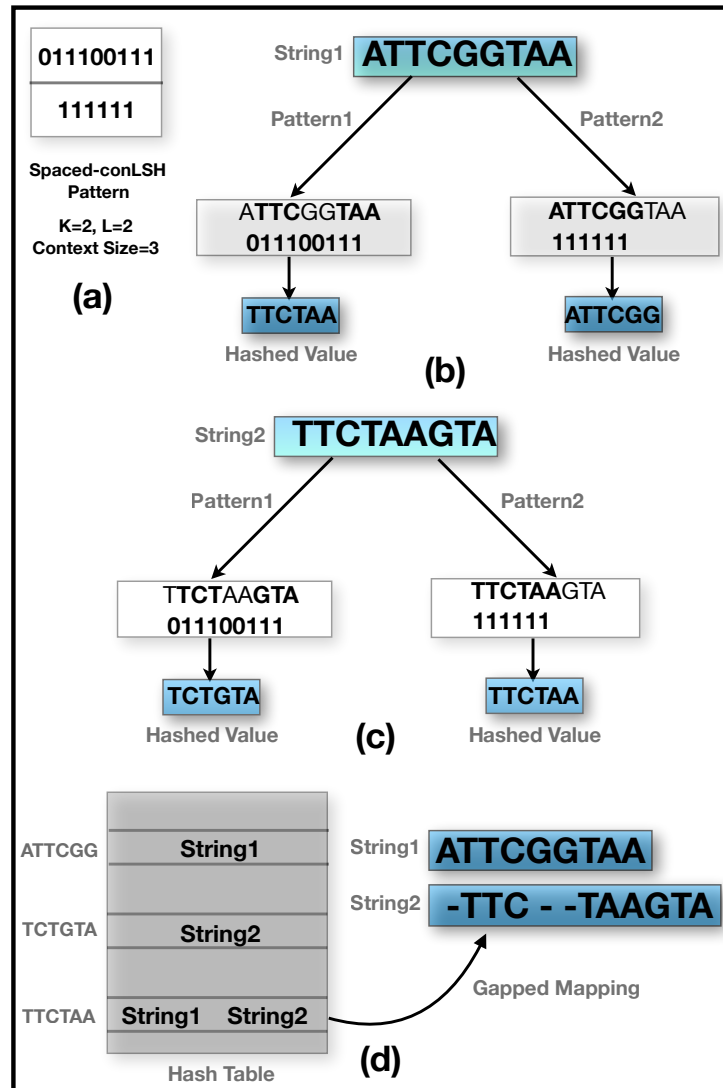 011100111
111111
Spaced-conLSH
Pattern
K=2, L=2
Context Size=3
(a)
String1
ATTCGGTAA
Pattern1
Pattern2
ATTCGGTAA
011100111
ATTCGGTAA
111111
TTCTAA
ATTCGG
Hashed Value
Hashed Value
(b)
String2
TTCTAAGTA
Pattern1
Pattern2
TTCTAAGTA
011100111
TTCTAAGTA
111111
TCTGTA
TTCTAA
Hashed Value
Hashed Value
(c)
ATTCGG
String1
TCTGTA
String2
TTCTAA
String1 String2
Hash Table
String1
ATTCGGTAA
String2
-TTC - -TAAGTA
Gapped Mapping
(d)